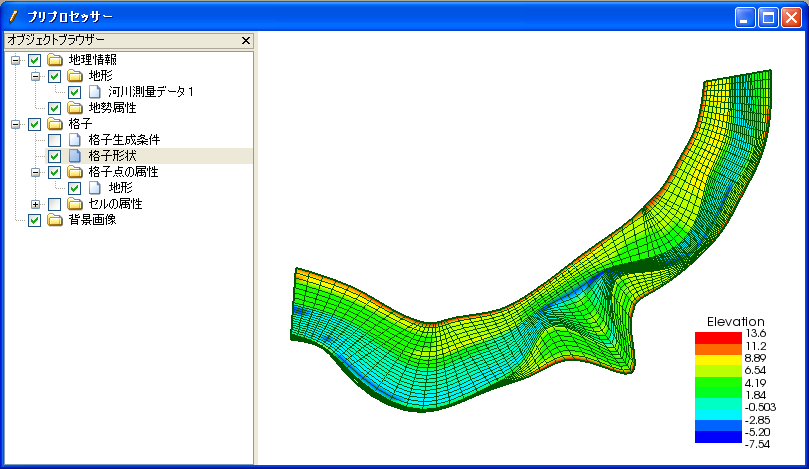 プリプロセッサー
オブジェクトブラウザー
地理情報
地形
河川測量データ1
地勢属性
格子
格子生成条件
格子形状
格子点の属性
地形
セルの属性
背景画像
Elevation
13.6
11.2
8.89
6.54
4.19
1.84
-0.503
-2.85
-5.20
-7.54